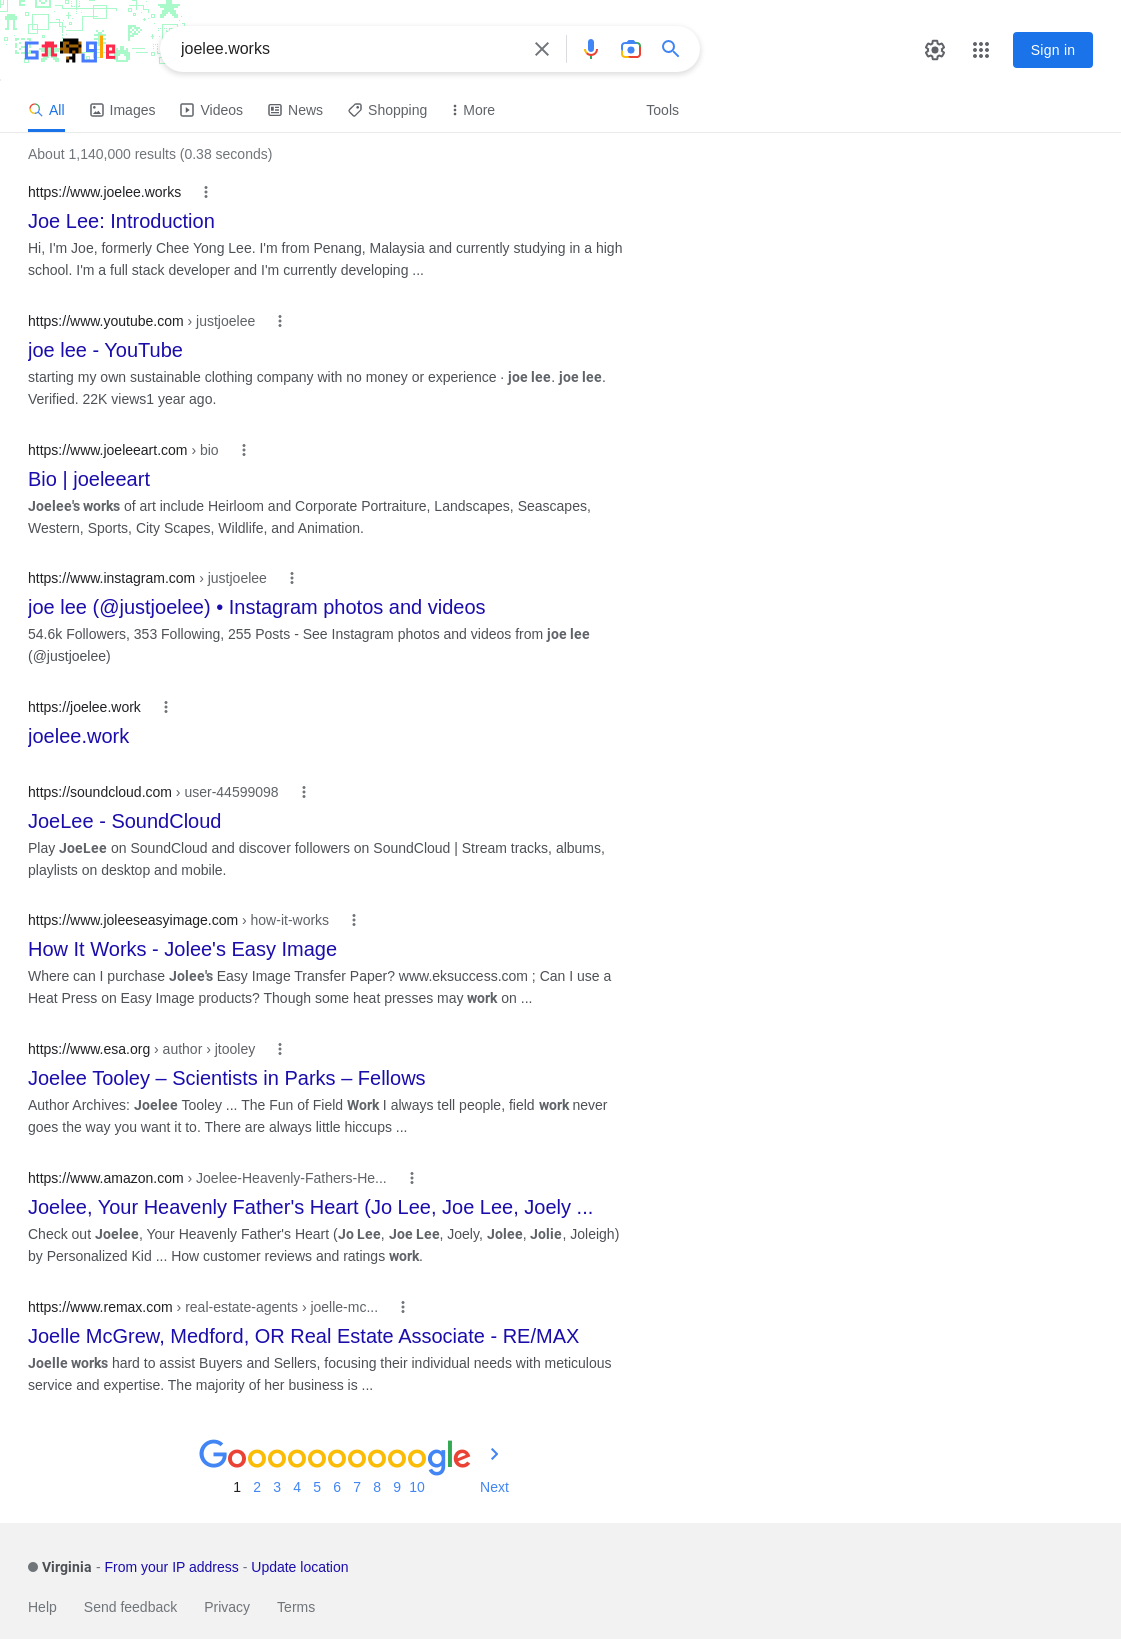 Google
joelee.works
Sign in
All
Images
Videos
News
Shopping
More
Tools
About 1,140,000 results (0.38 seconds)
https://www.joelee.works
Joe Lee: Introduction
Hi, I'm Joe, formerly Chee Yong Lee. I'm from Penang, Malaysia and currently studying in a high
school. I'm a full stack developer and I'm currently developing ...
https://www.youtube.com › justjoelee
joe lee - YouTube
starting my own sustainable clothing company with no money or experience · joe lee. joe lee.
Verified. 22K views1 year ago.
https://www.joeleeart.com › bio
Bio | joeleeart
Joelee's works of art include Heirloom and Corporate Portraiture, Landscapes, Seascapes,
Western, Sports, City Scapes, Wildlife, and Animation.
https://www.instagram.com › justjoelee
joe lee (@justjoelee) • Instagram photos and videos
54.6k Followers, 353 Following, 255 Posts - See Instagram photos and videos from joe lee
(@justjoelee)
https://joelee.work
joelee.work
https://soundcloud.com › user-44599098
JoeLee - SoundCloud
Play JoeLee on SoundCloud and discover followers on SoundCloud | Stream tracks, albums,
playlists on desktop and mobile.
https://www.joleeseasyimage.com › how-it-works
How It Works - Jolee's Easy Image
Where can I purchase Jolee's Easy Image Transfer Paper? www.eksuccess.com ; Can I use a
Heat Press on Easy Image products? Though some heat presses may work on ...
https://www.esa.org › author › jtooley
Joelee Tooley – Scientists in Parks – Fellows
Author Archives: Joelee Tooley ... The Fun of Field Work I always tell people, field work never
goes the way you want it to. There are always little hiccups ...
https://www.amazon.com › Joelee-Heavenly-Fathers-He...
Joelee, Your Heavenly Father's Heart (Jo Lee, Joe Lee, Joely ...
Check out Joelee, Your Heavenly Father's Heart (Jo Lee, Joe Lee, Joely, Jolee, Jolie, Joleigh)
by Personalized Kid ... How customer reviews and ratings work.
https://www.remax.com › real-estate-agents › joelle-mc...
Joelle McGrew, Medford, OR Real Estate Associate - RE/MAX
Joelle works hard to assist Buyers and Sellers, focusing their individual needs with meticulous
service and expertise. The majority of her business is ...
Goooooooooogle
1 2 3 4 5 6 7 8 9 10 Next
Virginia - From your IP address - Update location
Help Send feedback Privacy Terms